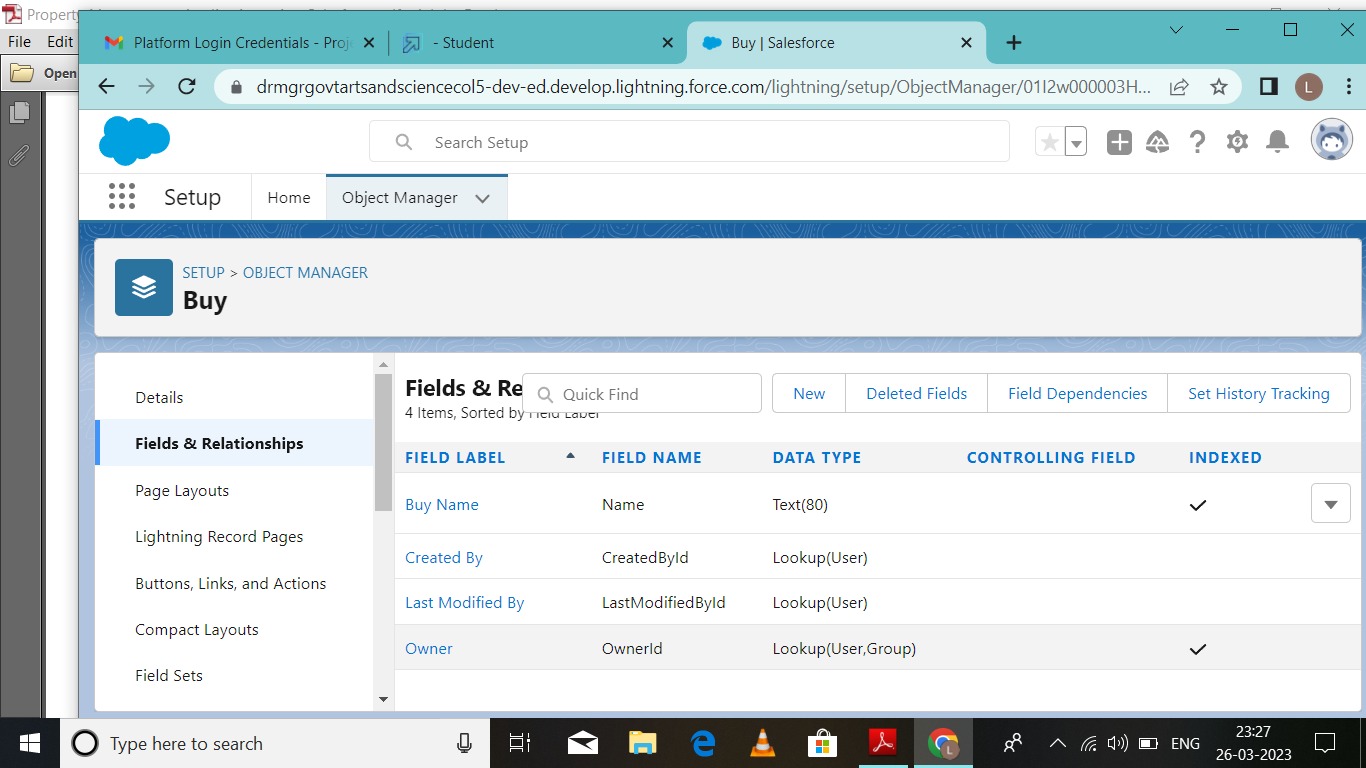 Property
File Edit
Open
Platform Login Credentials - Proj
- Student
Buy | Salesforce
drmgrgovtartsandsciencecol5-dev-ed.develop.lightning.force.com/lightning/setup/ObjectManager/01I2w000003H...
L
Search Setup
Setup Home Object Manager
SETUP > OBJECT MANAGER
Buy
Details
Fields & Relationships
Page Layouts
Lightning Record Pages
Buttons, Links, and Actions
Compact Layouts
Field Sets
Fields & Re
Quick Find
New Deleted Fields Field Dependencies Set History Tracking
4 Items, Sorted by Field Label
FIELD LABEL FIELD NAME DATA TYPE CONTROLLING FIELD INDEXED
Buy Name Name Text(80)
Created By CreatedById Lookup(User)
Last Modified By LastModifiedById Lookup(User)
Owner OwnerId Lookup(User,Group)
Type here to search
L
ENG
23:27
26-03-2023